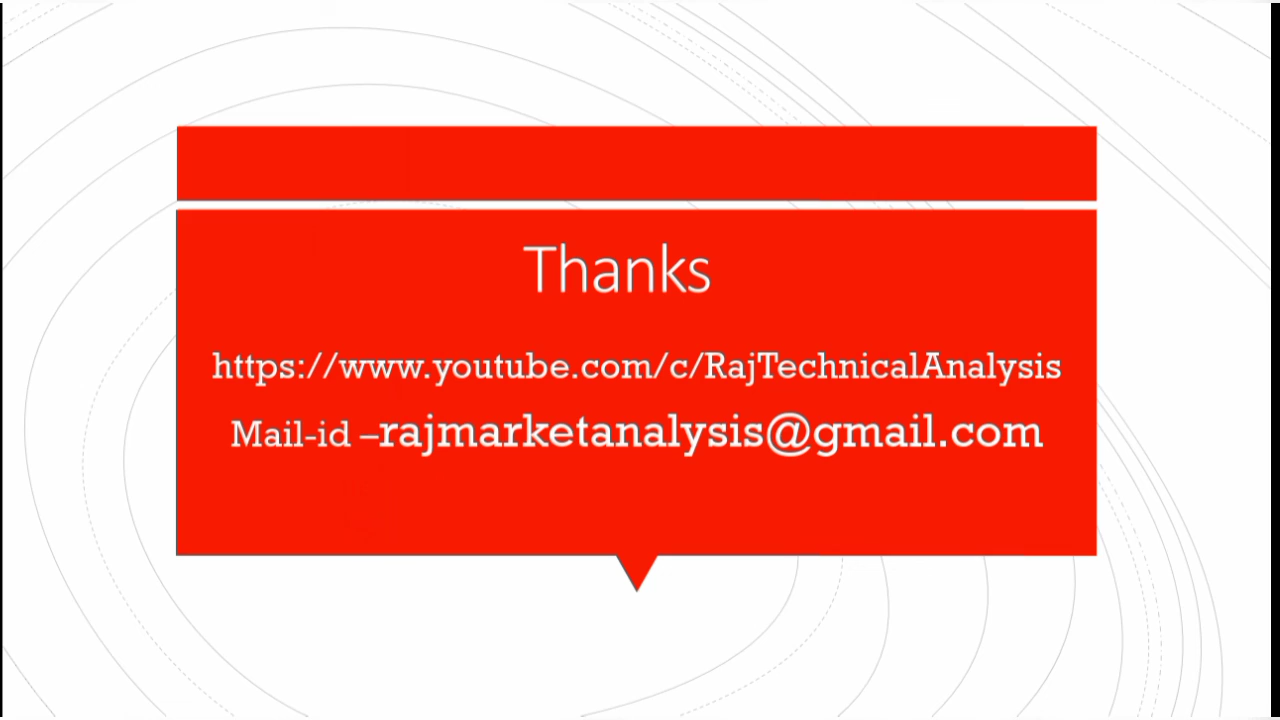 Thanks
https://www.youtube.com/c/RajTechnicalAnalysis
Mail-id –rajmarketanalysis@gmail.com